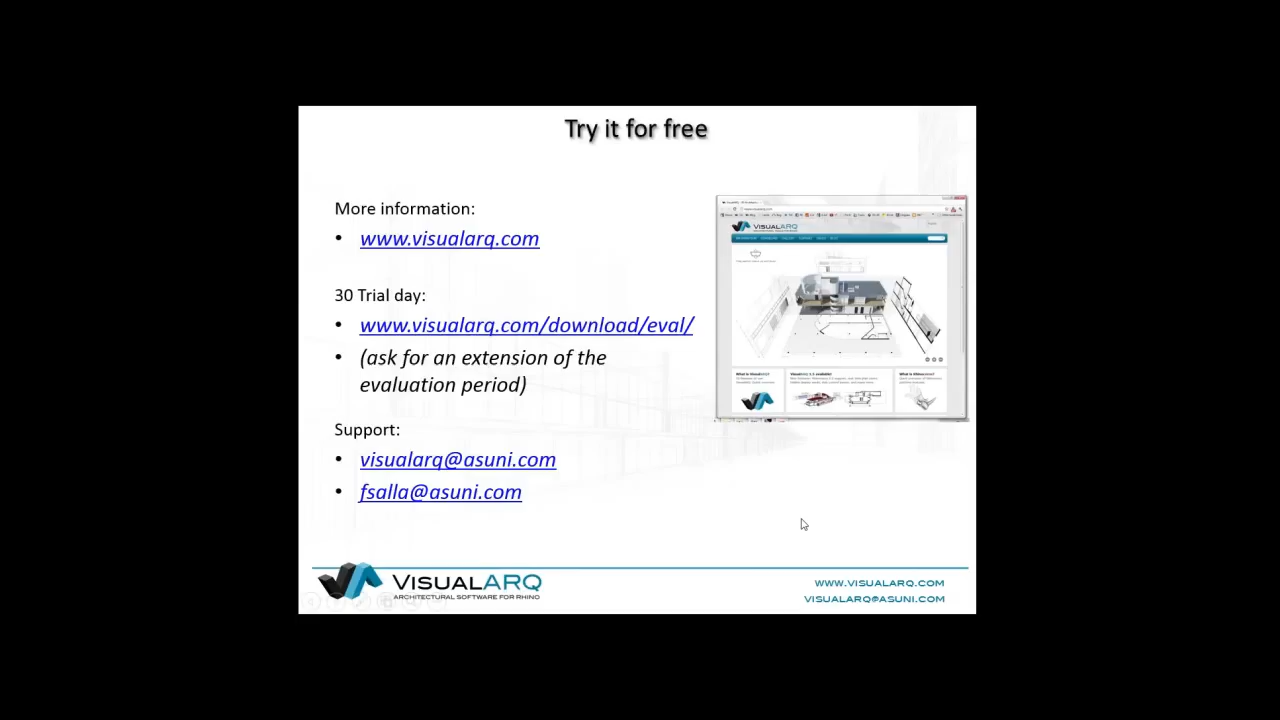 Try it for free
More information:
• www.visualarq.com
30 Trial day:
• www.visualarq.com/download/eval/
• (ask for an extension of the
evaluation period)
Support:
• visualarq@asuni.com
• fsalla@asuni.com
VISUALARQ
VISUALARQ
ARCHITECTURAL SOFTWARE FOR RHINO
WWW.VISUALARQ.COM
VISUALARQ@ASUNI.COM